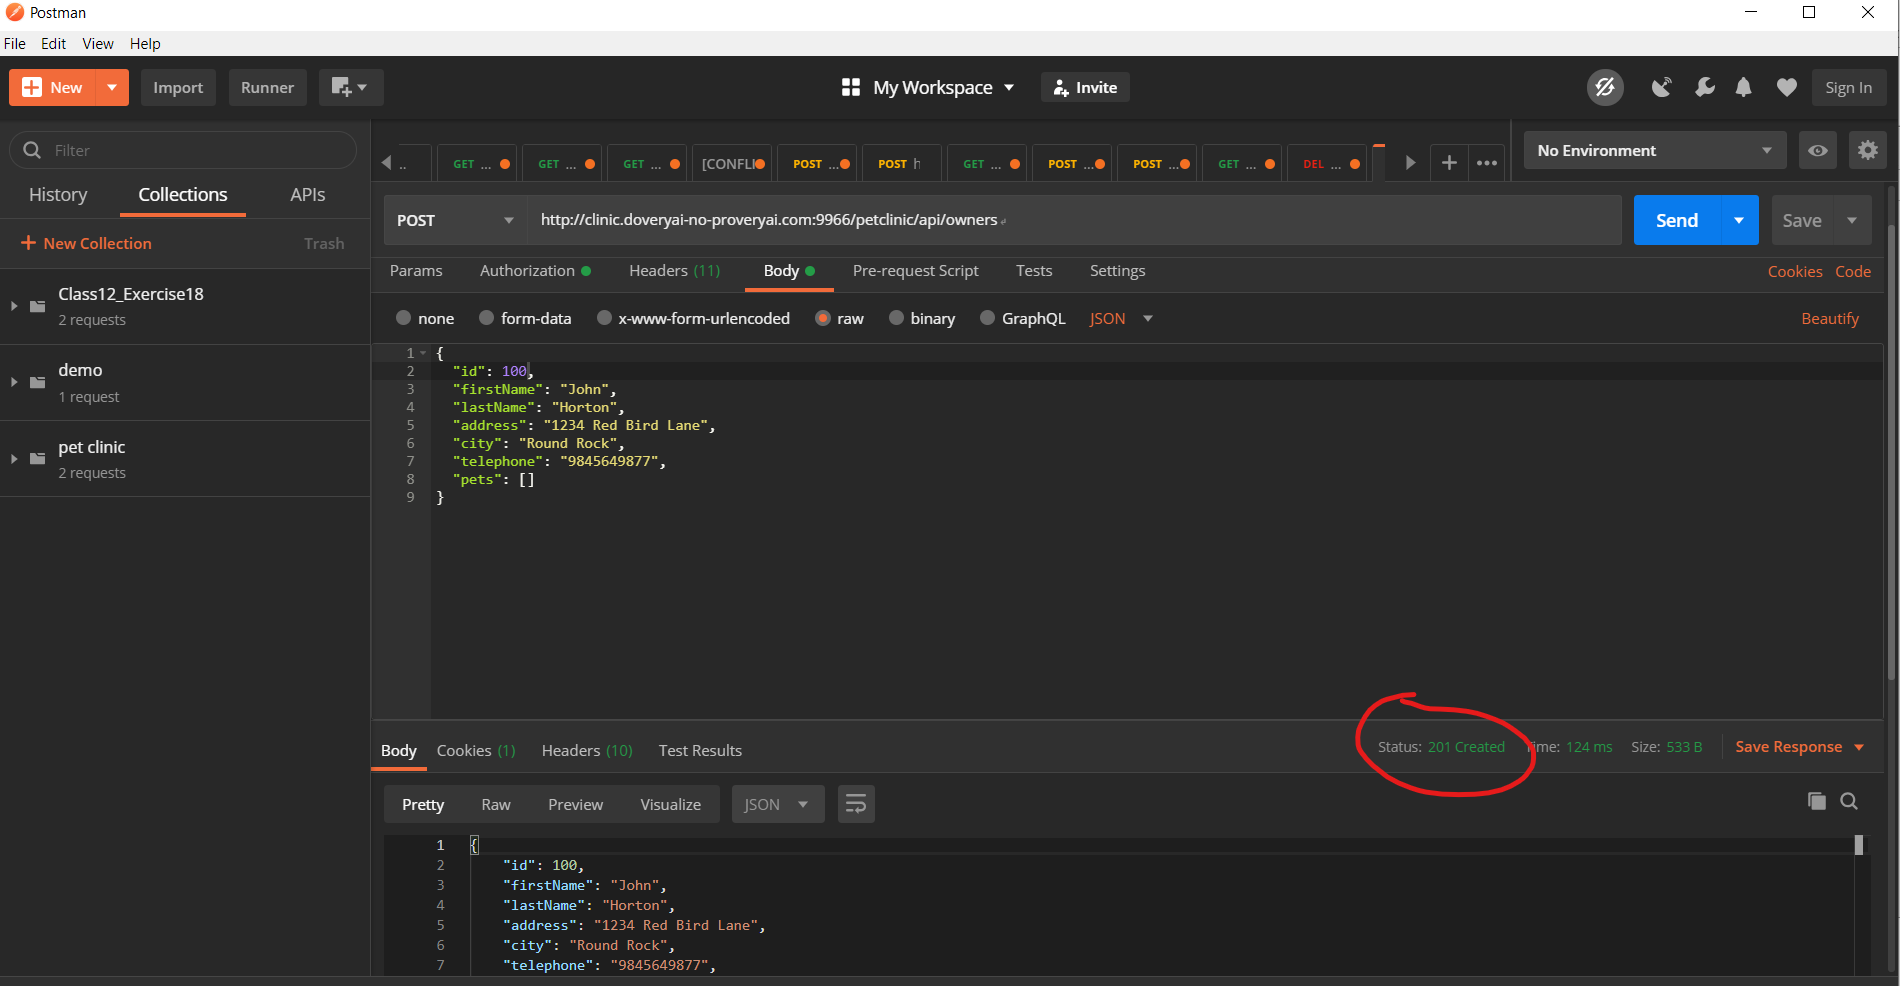 Postman
File Edit View Help
New Import Runner My Workspace Invite Sign In
Filter
History Collections APIs
New Collection Trash
Class12_Exercise18
2 requests
demo
1 request
pet clinic
2 requests
.. GET ... GET ... GET ... [CONFLI POST ... POST h GET ... POST ... POST ... GET ... DEL ... No Environment
POST http://clinic.doveryai-no-proveryai.com:9966/petclinic/api/owners Send Save
Params Authorization Headers (11) Body Pre-request Script Tests Settings Cookies Code
none form-data x-www-form-urlencoded raw binary GraphQL JSON Beautify
1 {
2 "id": 100,
3 "firstName": "John",
4 "lastName": "Horton",
5 "address": "1234 Red Bird Lane",
6 "city": "Round Rock",
7 "telephone": "9845649877",
8 "pets": []
9 }
Body Cookies (1) Headers (10) Test Results Status: 201 Created Time: 124 ms Size: 533 B Save Response
Pretty Raw Preview Visualize JSON
1 {
2 "id": 100,
3 "firstName": "John",
4 "lastName": "Horton",
5 "address": "1234 Red Bird Lane",
6 "city": "Round Rock",
7 "telephone": "9845649877",